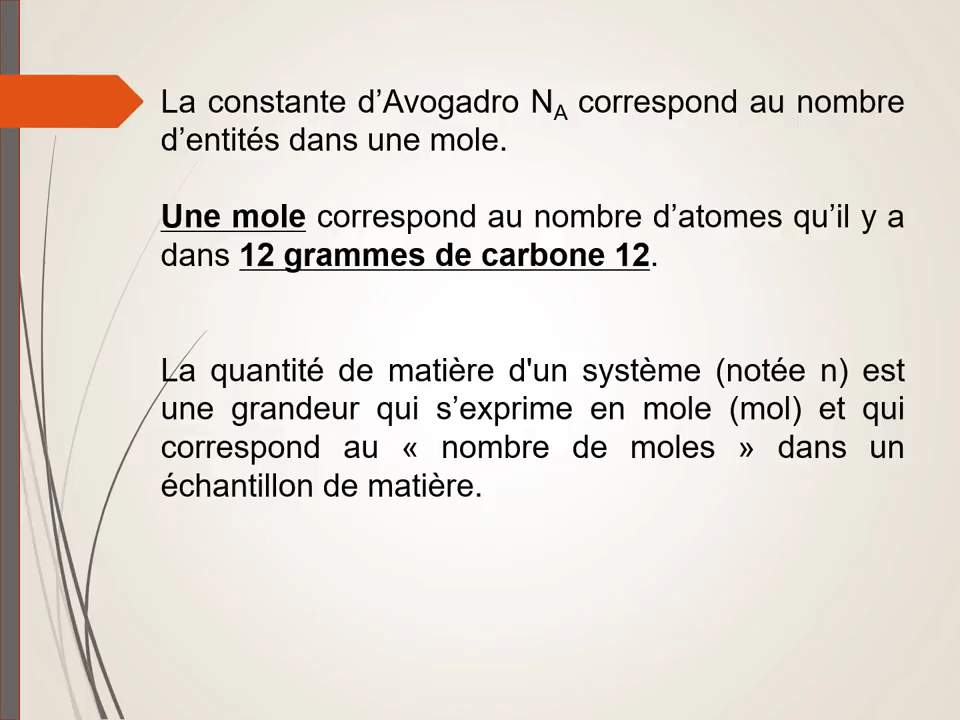 La constante d’Avogadro NA correspond au nombre
d’entités dans une mole.
Une mole correspond au nombre d’atomes qu’il y a
dans 12 grammes de carbone 12.
La quantité de matière d'un système (notée n) est
une grandeur qui s’exprime en mole (mol) et qui
correspond au « nombre de moles » dans un
échantillon de matière.